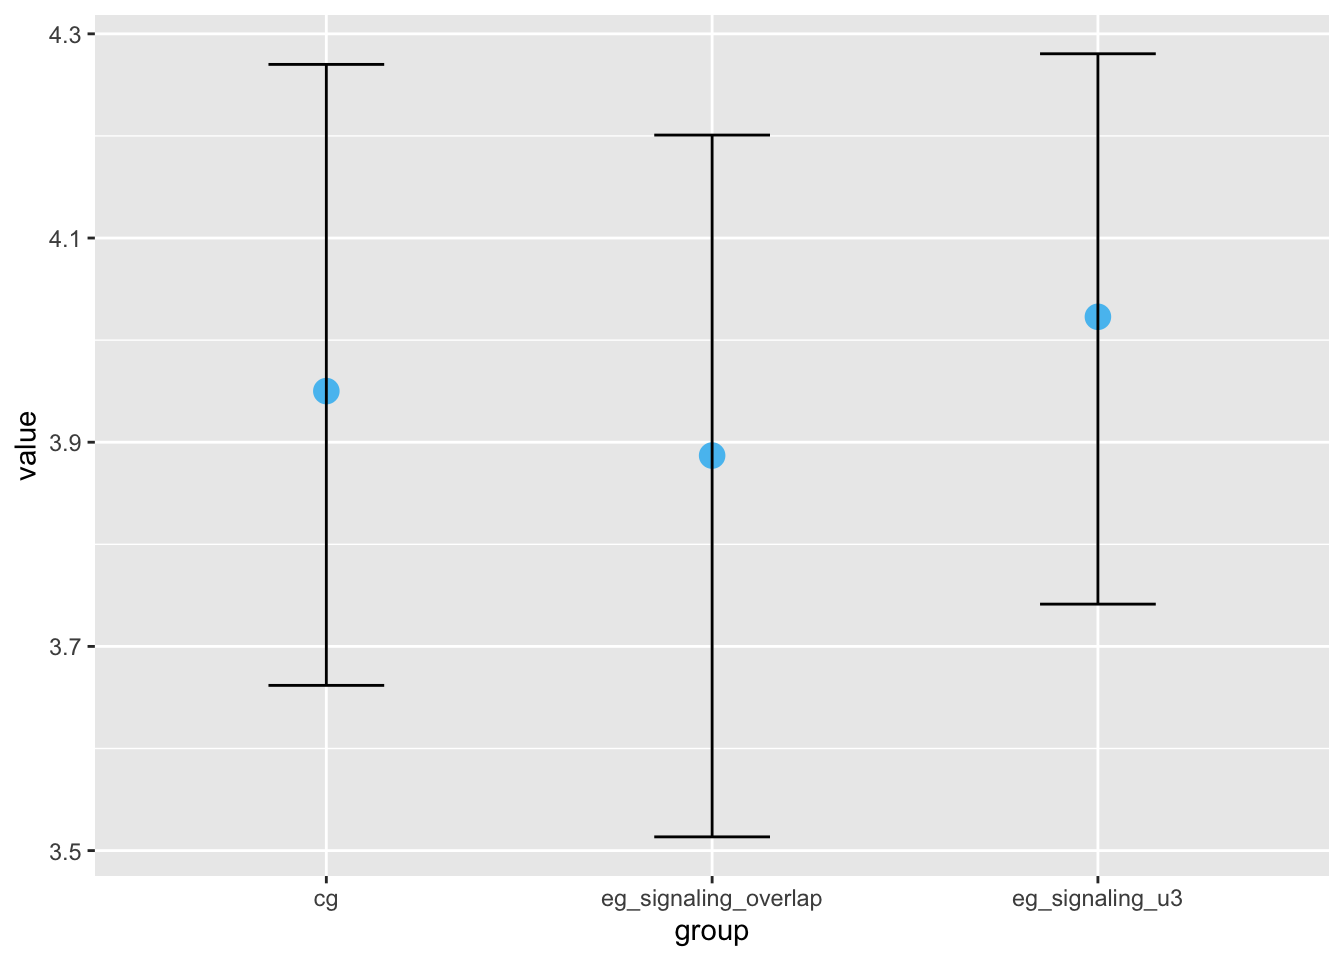 4.3
4.1
3.9
3.7
3.5
value
cg
eg_signaling_overlap
eg_signaling_u3
group